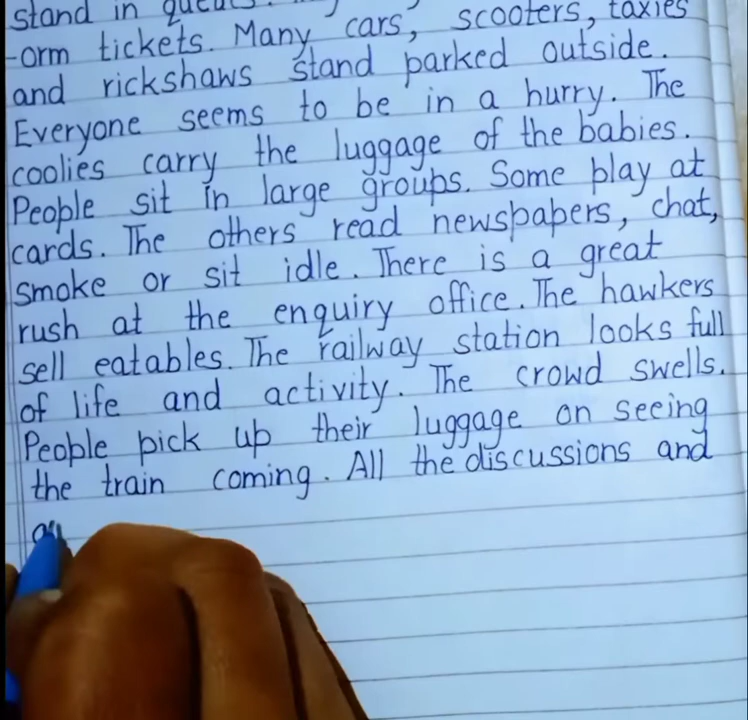 stand in
-orm tickets. Many cars, scooters, taxies
and rickshaws stand parked outside.
Everyone seems to be in a hurry. The
coolies carry the luggage of the babies.
People sit in large groups. Some play at
cards. The others read newspapers, chat,
smoke or sit idle. There is a great
rush at the enquiry office. The hawkers
sell eatables. The railway station looks full
of life and activity. The crowd swells.
People pick up their luggage on seeing
the train coming. All the discussions and